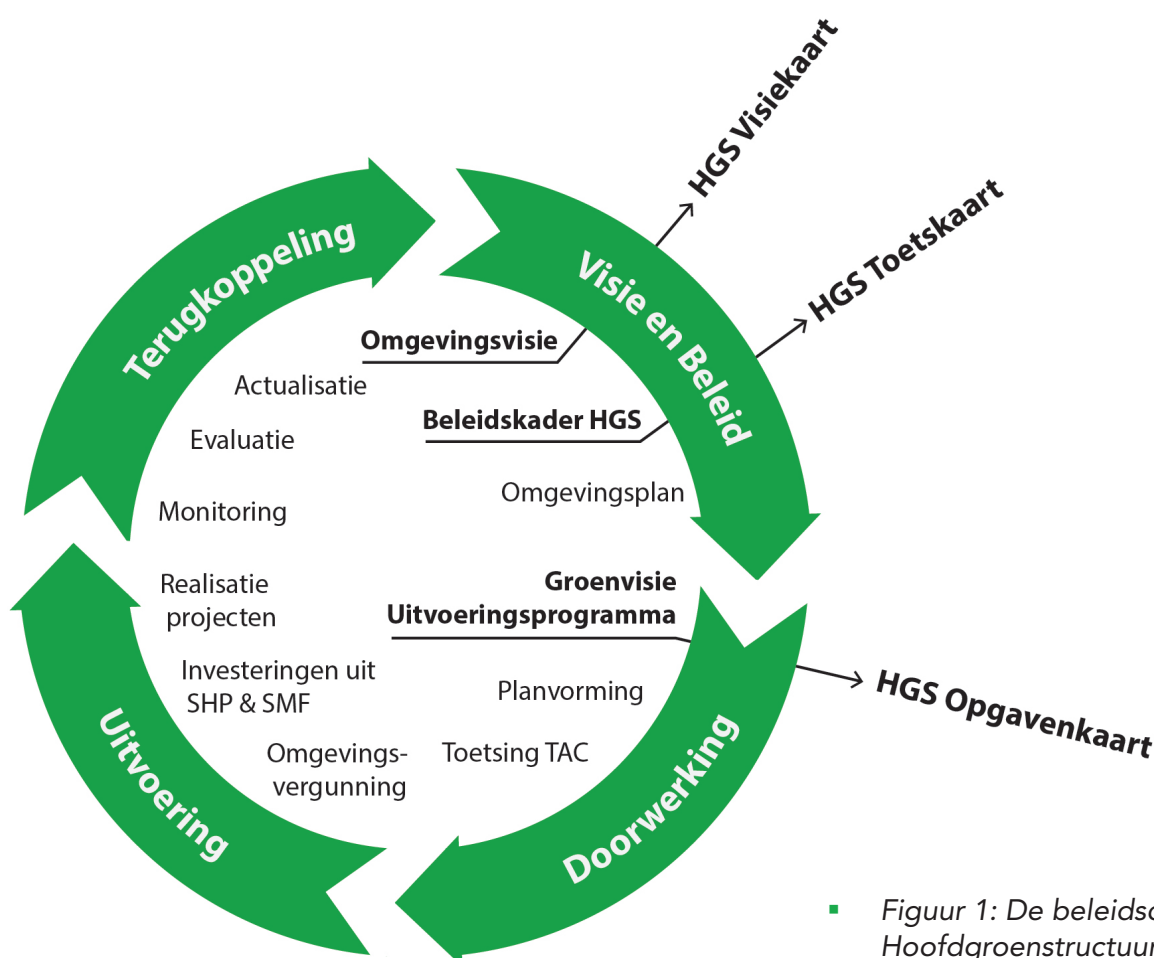 HGS Visiekaart
HGS Toetskaart
Terugkoppeling
Visie en Beleid
Omgevingsvisie
Actualisatie
Beleidskader HGS
Evaluatie
Omgevingsplan
Monitoring
Realisatie
projecten
Groenvisie
Uitvoeringsprogramma
HGS Opgavenkaart
Investeringen uit
SHP & SMF
Planvorming
Omgevings-
vergunning
Toetsing TAC
Uitvoering
Doorwerking
Figuur 1: De
Hoofdgroenstructuur